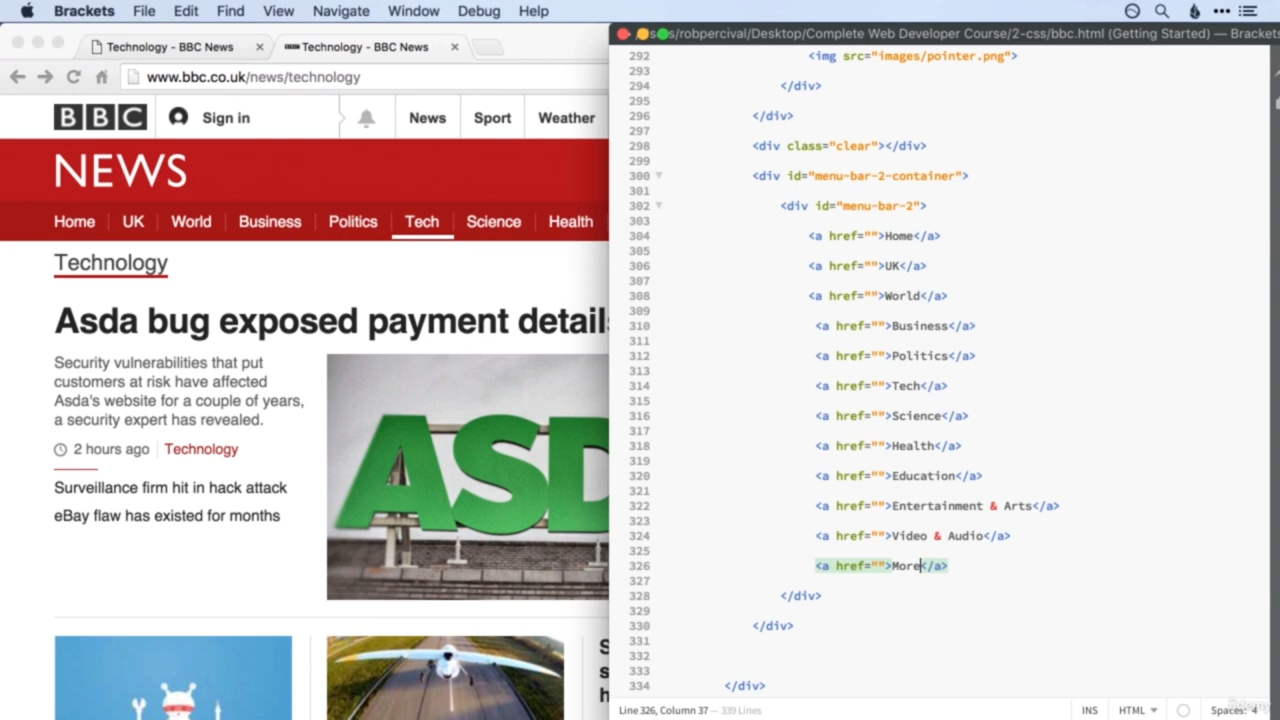 Brackets File Edit Find View Navigate Window Debug Help
Technology - BBC News
Technology - BBC News
www.bbc.co.uk/news/technology
BBC Sign in News Sport Weather
NEWS
Home UK World Business Politics Tech Science Health
Technology
Asda bug exposed payment details
Security vulnerabilities that put
customers at risk have affected
Asda's website for a couple of years,
a security expert has revealed.
2 hours ago Technology
Surveillance firm hit in hack attack
eBay flaw has existed for months
ASD
s/robpercival/Desktop/Complete Web Developer Course/2-css/bbc.html (Getting Started) — Brackets
292 <img src="images/pointer.png">
293
294 </div>
295
296 </div>
297
298 <div class="clear"></div>
299
300 <div id="menu-bar-2-container">
301
302 <div id="menu-bar-2">
303
304 <a href="">Home</a>
305
306 <a href="">UK</a>
307
308 <a href="">World</a>
309
310 <a href="">Business</a>
311
312 <a href="">Politics</a>
313
314 <a href="">Tech</a>
315
316 <a href="">Science</a>
317
318 <a href="">Health</a>
319
320 <a href="">Education</a>
321
322 <a href="">Entertainment & Arts</a>
323
324 <a href="">Video & Audio</a>
325
326 <a href="">More</a>
327
328 </div>
329
330 </div>
331
332
333
334 </div>
Line 326, Column 37 — 339 Lines INS HTML Spaces: 4